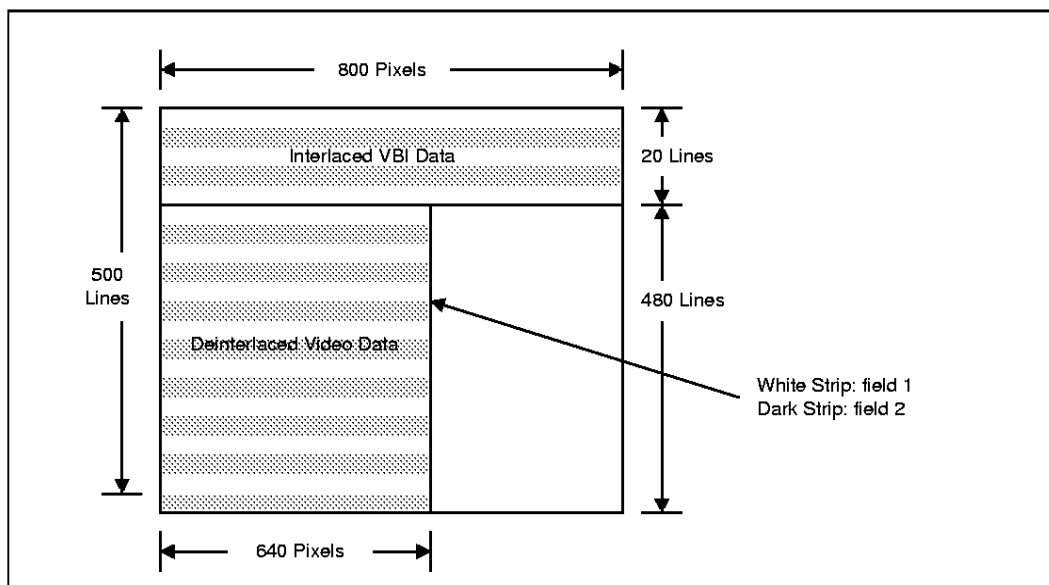 800 Pixels
Interlaced VBI Data
20 Lines
500
Lines
480 Lines
Deinterlaced Video Data
White Strip: field 1
Dark Strip: field 2
640 Pixels